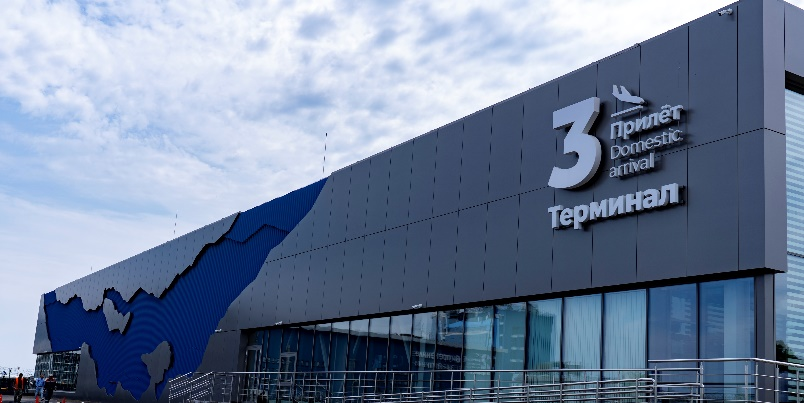 3
Прилёт
Domestic
arrival
Терминал